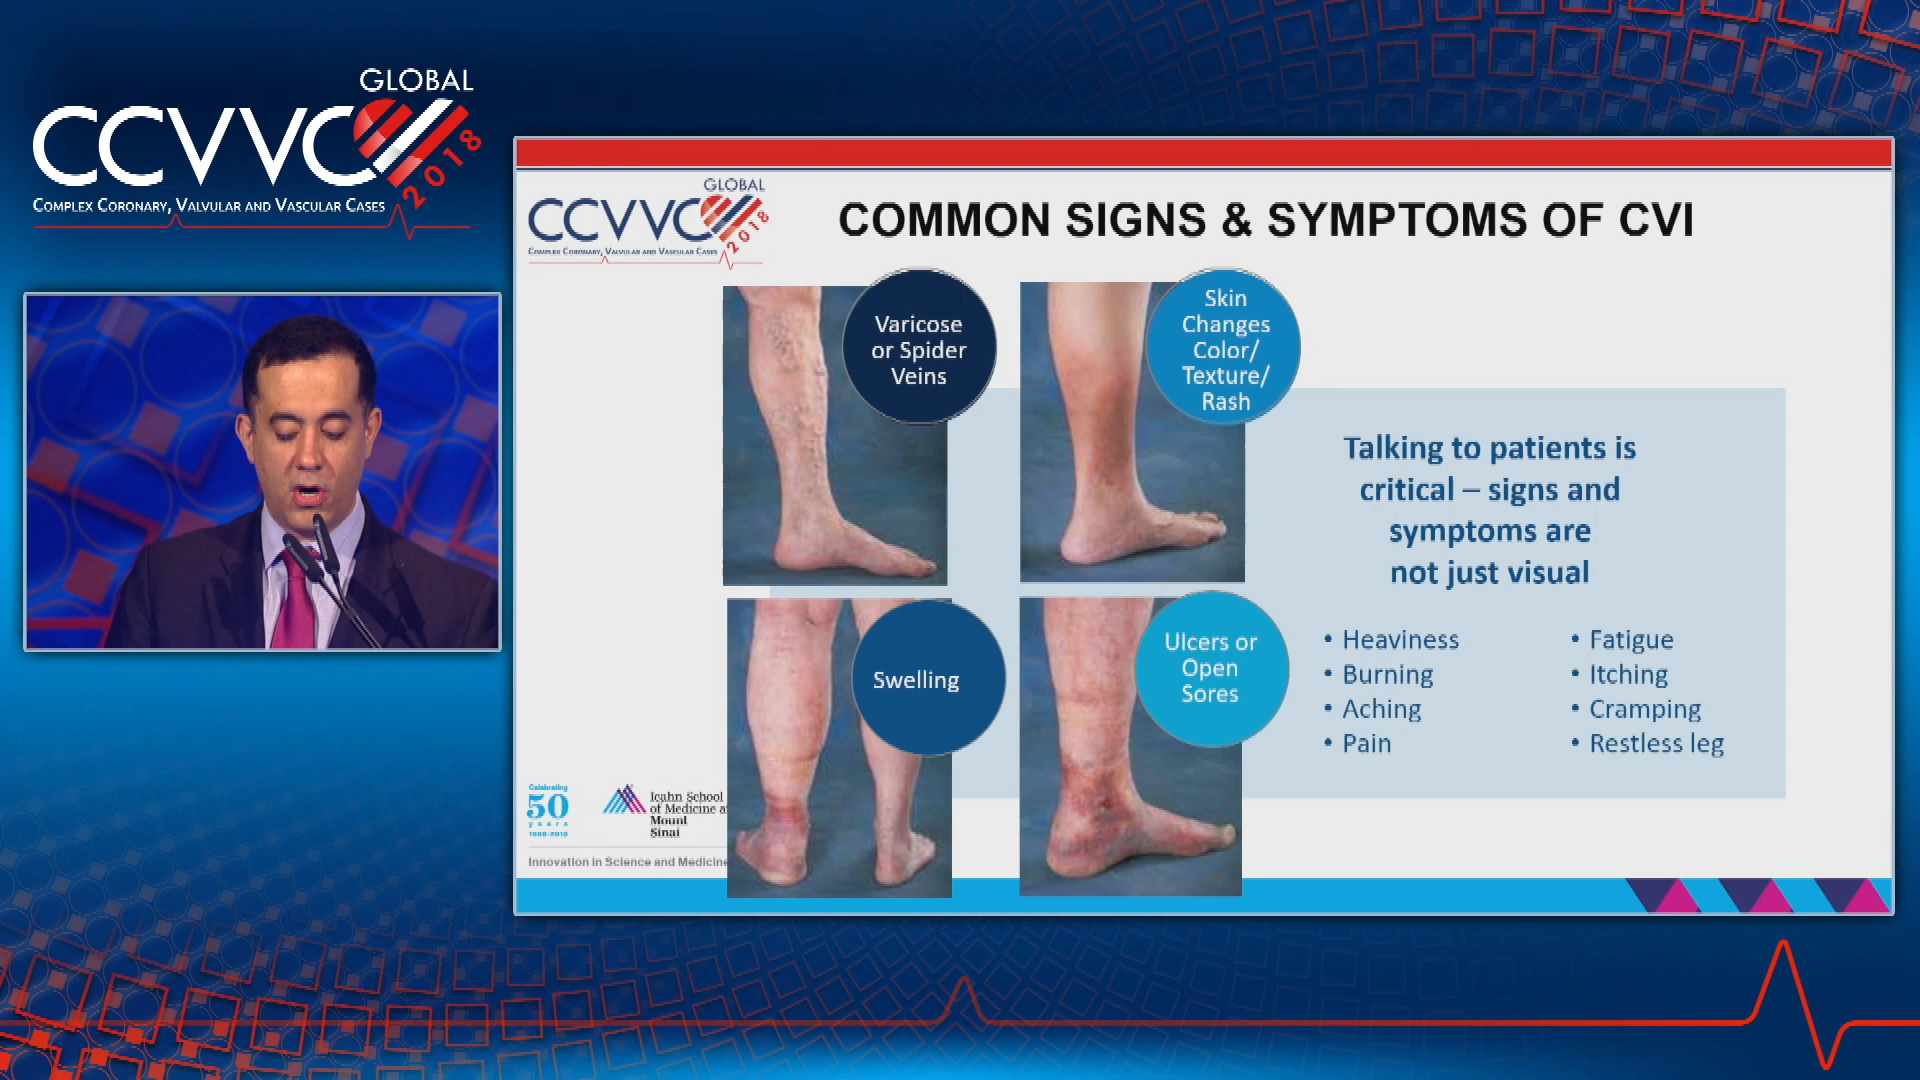 GLOBAL
CCVVC
2018
COMPLEX CORONARY, VALVULAR AND VASCULAR CASES
GLOBAL
CCVVC
2018
COMPLEX CORONARY, VALVULAR AND VASCULAR CASES
COMMON SIGNS & SYMPTOMS OF CVI
Varicose
or Spider
Veins
Skin
Changes
Color/
Texture/
Rash
Swelling
Ulcers or
Open
Sores
Talking to patients is
critical – signs and
symptoms are
not just visual
• Heaviness
• Burning
• Aching
• Pain
• Fatigue
• Itching
• Cramping
• Restless leg
Celebrating
50
years
1968-2018
Icahn School
of Medicine a
Mount
Sinai
Innovation in Science and Medicine